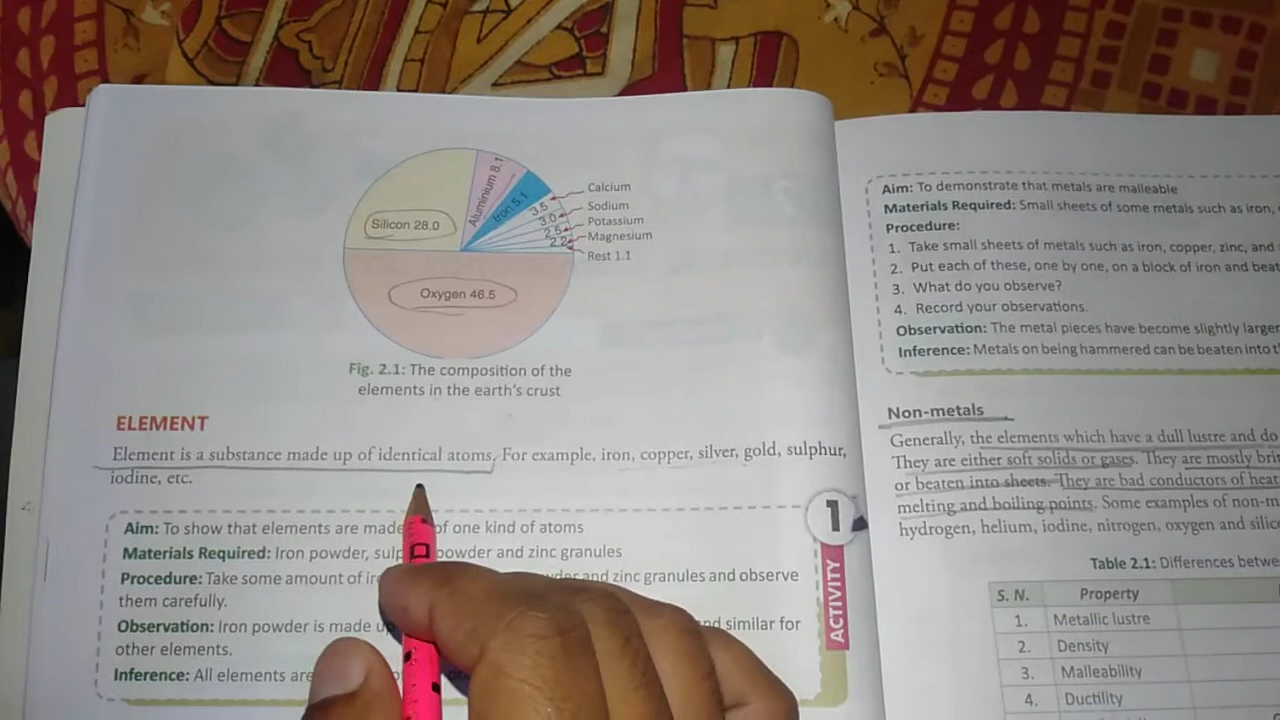 Silicon 28.0
Aluminium 8.1
Iron 5.1
3.5
3.0
2.5
2.2
Calcium
Sodium
Potassium
Magnesium
Rest 1.1
Oxygen 46.5
Fig. 2.1: The composition of the
elements in the earth's crust
ELEMENT
Element is a substance made up of identical atoms. For example, iron, copper, silver, gold, sulphur,
iodine, etc.
Aim: To show that elements are made of one kind of atoms
Materials Required: Iron powder, powder and zinc granules
Procedure: Take some amount of and zinc granules and observe
them carefully.
Observation: Iron powder is made similar for
other elements.
Inference: All elements are
1
ACTIVITY
Aim: To demonstrate that metals are malleable
Materials Required: Small sheets of some metals such as iron,
Procedure:
1. Take small sheets of metals such as iron, copper, zinc, and
2. Put each of these, one by one, on a block of iron and
3. What do you observe?
4. Record your observations.
Observation: The metal pieces have become slightly larger
Inference: Metals on being hammered can be beaten into
Non-metals
Generally, the elements which have a dull lustre and
They are either soft solids or gases. They are mostly
or beaten into sheets. They are bad conductors of heat
melting and boiling points. Some examples of
hydrogen, helium, iodine, nitrogen, oxygen and
Table 2.1: Differences
S. N. Property
1. Metallic lustre
2. Density
3. Malleability
4. Ductility